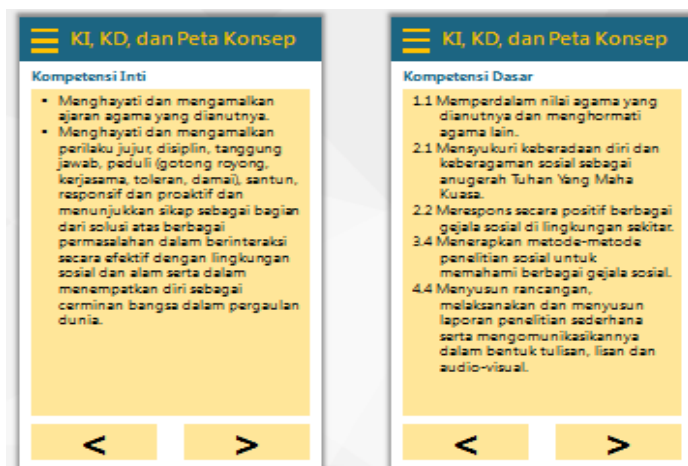 KI, KD, dan Peta Konsep
Kompetensi Inti
• Menghayati dan mengamalkan
ajaran agama yang dianutnya.
• Menghayati dan mengamalkan
perilaku jujur, disiplin, tanggung
jawab, peduli (gotong royong,
kerjasama, toleran, damai), santun,
responsif dan proaktif dan
menunjukkan sikap sebagai bagian
dari solusi atas berbagai
permasalahan dalam berinteraksi
secara efektif dengan lingkungan
sosial dan alam serta dalam
menempatkan diri sebagai
cerminan bangsa dalam pergaulan
dunia.
< >
KI, KD, dan Peta Konsep
Kompetensi Dasar
1.1 Memperdalam nilai agama yang
dianutnya dan menghormati
agama lain.
2.1 Mensyukuri keberadaan diri dan
keberagaman sosial sebagai
anugerah Tuhan Yang Maha
Kuasa.
2.2 Merespons secara positif berbagai
gejala sosial di lingkungan sekitar.
3.4 Menerapkan metode-metode
penelitian sosial untuk
memahami berbagai gejala sosial.
4.4 Menyusun rancangan,
melaksanakan dan menyusun
laporan penelitian sederhana
serta mengomunikasikannya
dalam bentuk tulisan, lisan dan
audio-visual.
< >